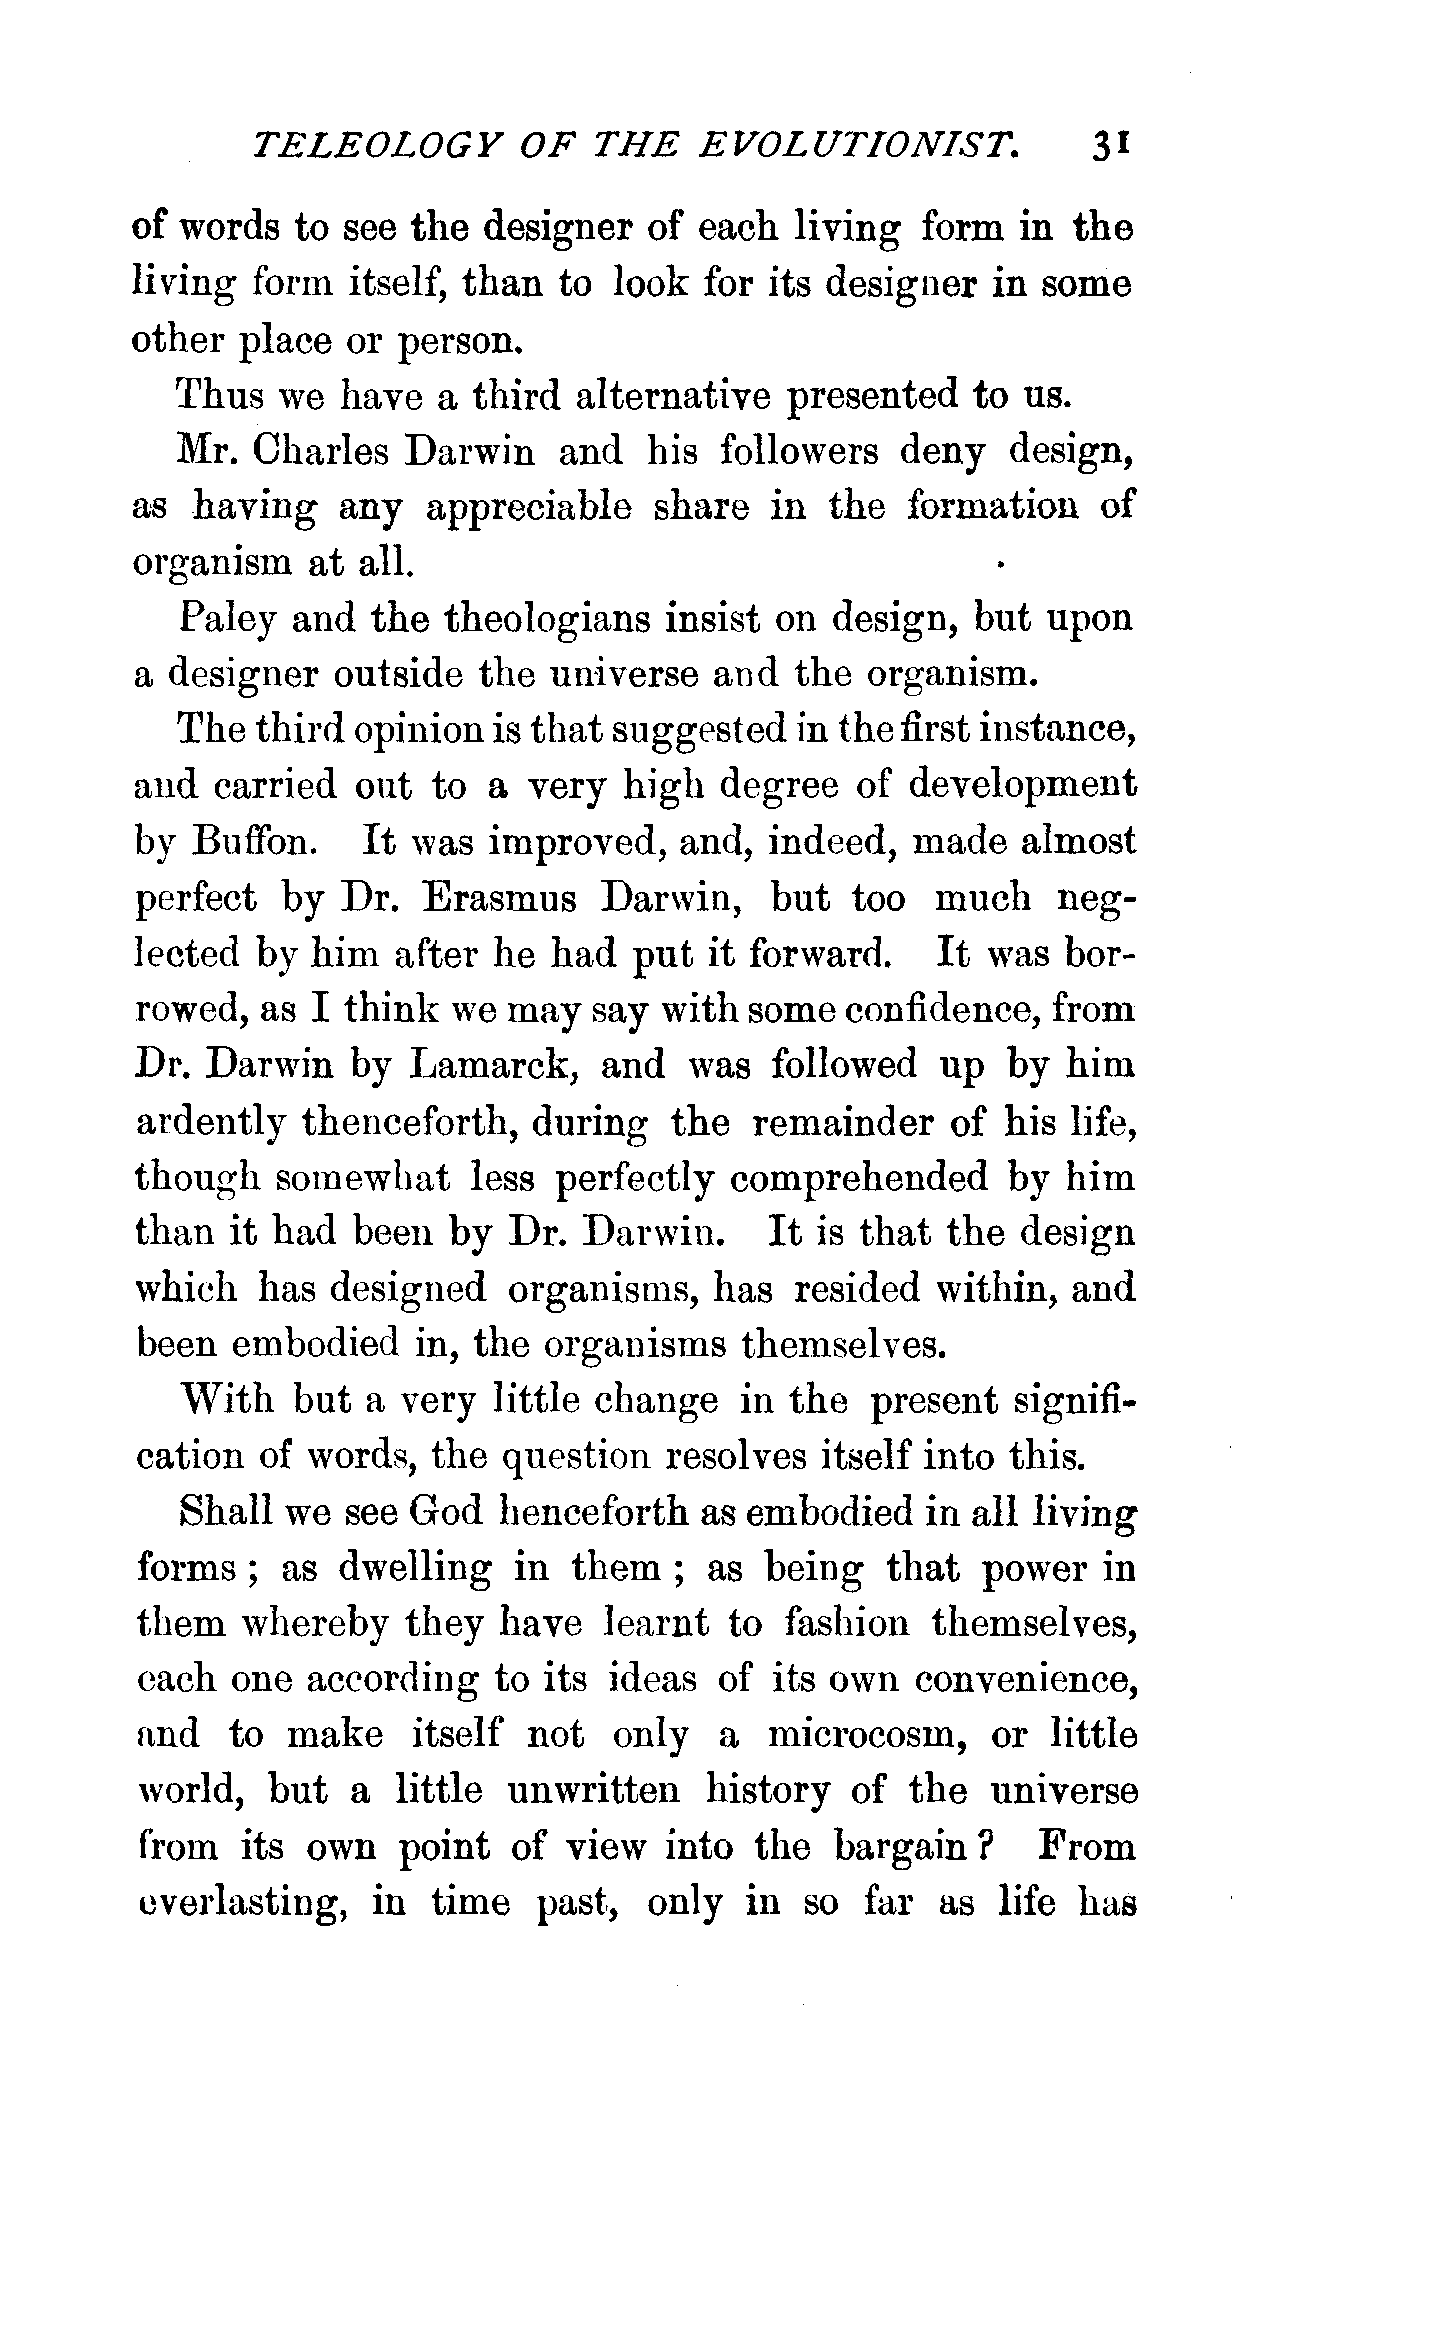 TELEOLOGY OF THE EVOLUTIONIST. 31
of words to see the designer of each living form in the
living form itself, than to look for its designer in some
other place or person.
Thus we have a third alternative presented to us.
Mr. Charles Darwin and his followers deny design,
as having any appreciable share in the formation of
organism at all.
Paley and the theologians insist on design, but upon
a designer outside the universe and the organism.
The third opinion is that suggested in the first instance,
and carried out to a very high degree of development
by Buffon. It was improved, and, indeed, made almost
perfect by Dr. Erasmus Darwin, but too much neg-
lected by him after he had put it forward. It was bor-
rowed, as I think we may say with some confidence, from
Dr. Darwin by Lamarck, and was followed up by him
ardently thenceforth, during the remainder of his life,
though somewhat less perfectly comprehended by him
than it had been by Dr. Darwin. It is that the design
which has designed organisms, has resided within, and
been embodied in, the organisms themselves.
With but a very little change in the present signifi-
cation of words, the question resolves itself into this.
Shall we see God henceforth as embodied in all living
forms ; as dwelling in them ; as being that power in
them whereby they have learnt to fashion themselves,
each one according to its ideas of its own convenience,
and to make itself not only a microcosm, or little
world, but a little unwritten history of the universe
from its own point of view into the bargain ? From
everlasting, in time past, only in so far as life has